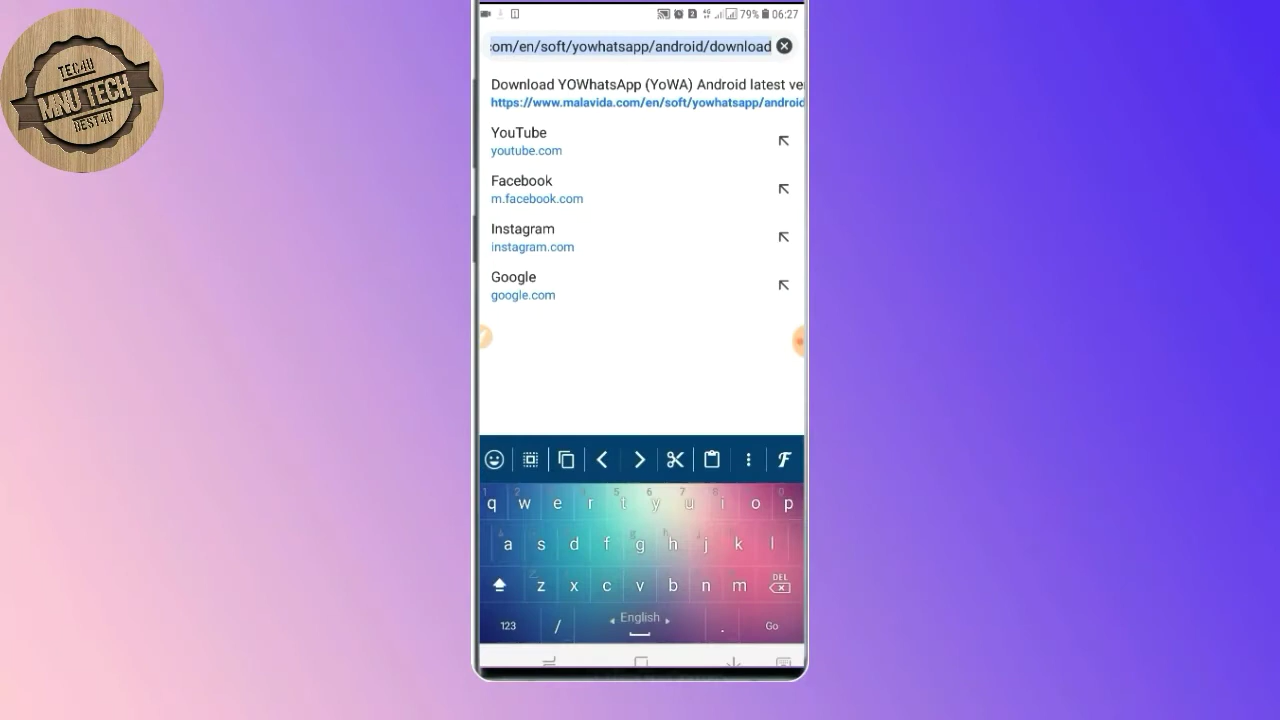 TEC4U
MNU TECH
BEST4U
79% 06:27
:om/en/soft/yowhatsapp/android/download
Download YOWhatsApp (YoWA) Android latest ve
https://www.malavida.com/en/soft/yowhatsapp/android
YouTube
youtube.com
Facebook
m.facebook.com
Instagram
instagram.com
Google
google.com
q w e r t y u i o p
a s d f g h j k l
z x c v b n m DEL
123 / English . Go